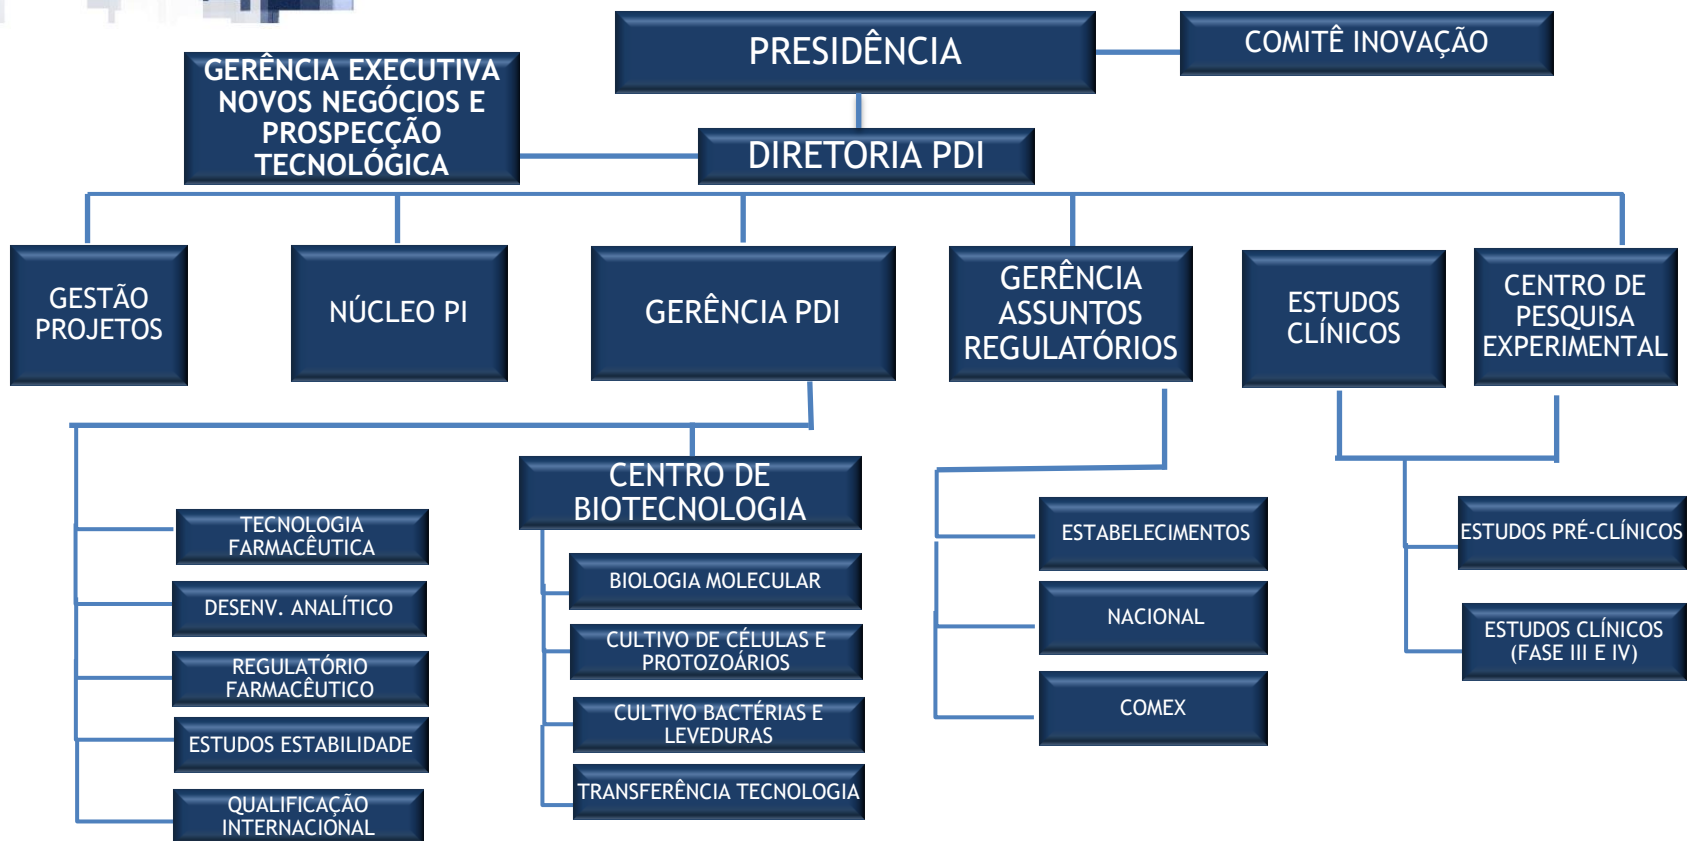 PRESIDÊNCIA
COMITÊ INOVAÇÃO
GERÊNCIA EXECUTIVA
NOVOS NEGÓCIOS E
PROSPECÇÃO
TECNOLÓGICA
DIRETORIA PDI
GESTÃO
PROJETOS
NÚCLEO PI
GERÊNCIA PDI
GERÊNCIA
ASSUNTOS
REGULATÓRIOS
ESTUDOS
CLÍNICOS
CENTRO DE
PESQUISA
EXPERIMENTAL
TECNOLOGIA
FARMACÊUTICA
DESENV. ANALÍTICO
REGULATÓRIO
FARMACÊUTICO
ESTUDOS ESTABILIDADE
QUALIFICAÇÃO
INTERNACIONAL
CENTRO DE
BIOTECNOLOGIA
BIOLOGIA MOLECULAR
CULTIVO DE CÉLULAS E
PROTOZOÁRIOS
CULTIVO BACTÉRIAS E
LEVEDURAS
TRANSFERÊNCIA TECNOLOGIA
ESTABELECIMENTOS
NACIONAL
COMEX
ESTUDOS PRÉ-CLÍNICOS
ESTUDOS CLÍNICOS
(FASE III E IV)